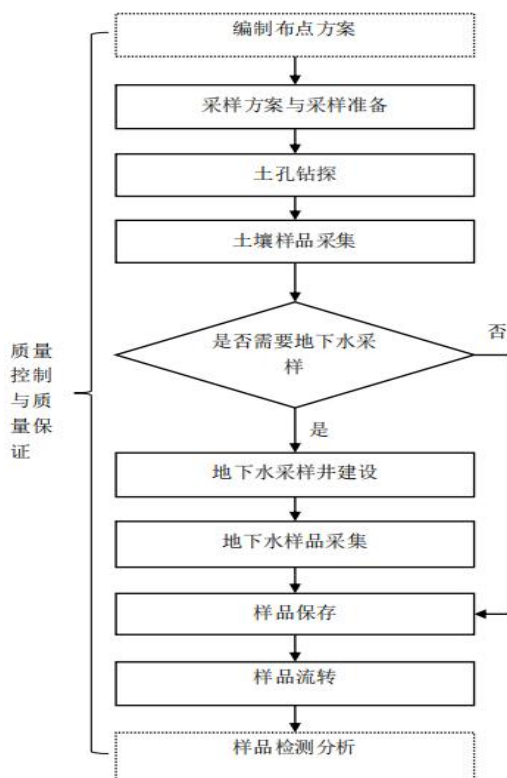 编制布点方案
采样方案与采样准备
土孔钻探
土壤样品采集
是否需要地下水采
样
否
是
质量
控制
与质
量保
证
地下水采样井建设
地下水样品采集
样品保存
样品流转
样品检测分析